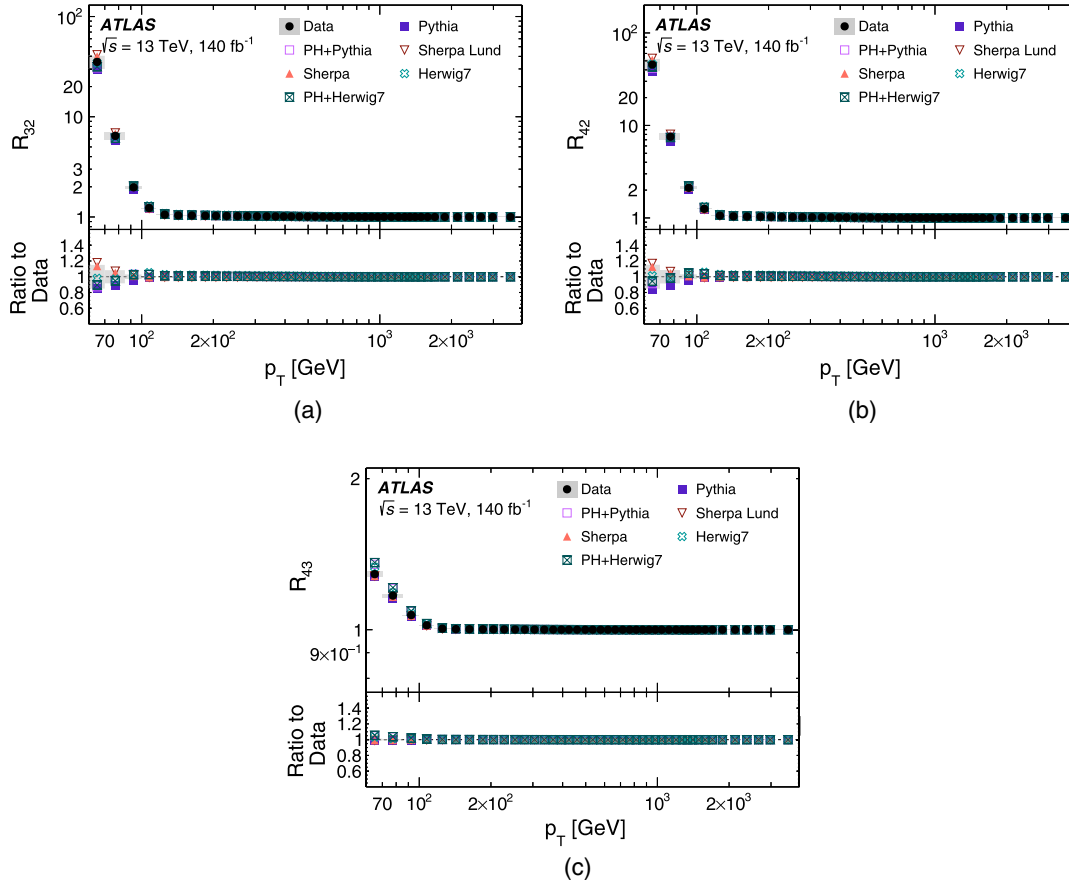 ATLAS
√s = 13 TeV, 140 fb⁻¹
Data
PH+Pythia
Sherpa
PH+Herwig7
Pythia
Sherpa Lund
Herwig7
R₃₂
10²
20
10
3
2
1
Ratio to
Data
1.4
1.2
1
0.8
0.6
70 10² 2×10² 10³ 2×10³
p_T [GeV]
(a)
ATLAS
√s = 13 TeV, 140 fb⁻¹
Data
PH+Pythia
Sherpa
PH+Herwig7
Pythia
Sherpa Lund
Herwig7
R₄₂
10²
20
10
4
2
1
Ratio to
Data
1.4
1.2
1
0.8
0.6
70 10² 2×10² 10³ 2×10³
p_T [GeV]
(b)
ATLAS
√s = 13 TeV, 140 fb⁻¹
Data
PH+Pythia
Sherpa
PH+Herwig7
Pythia
Sherpa Lund
Herwig7
R₄₃
2
1
9×10⁻¹
Ratio to
Data
1.4
1.2
1
0.8
0.6
70 10² 2×10² 10³ 2×10³
p_T [GeV]
(c)